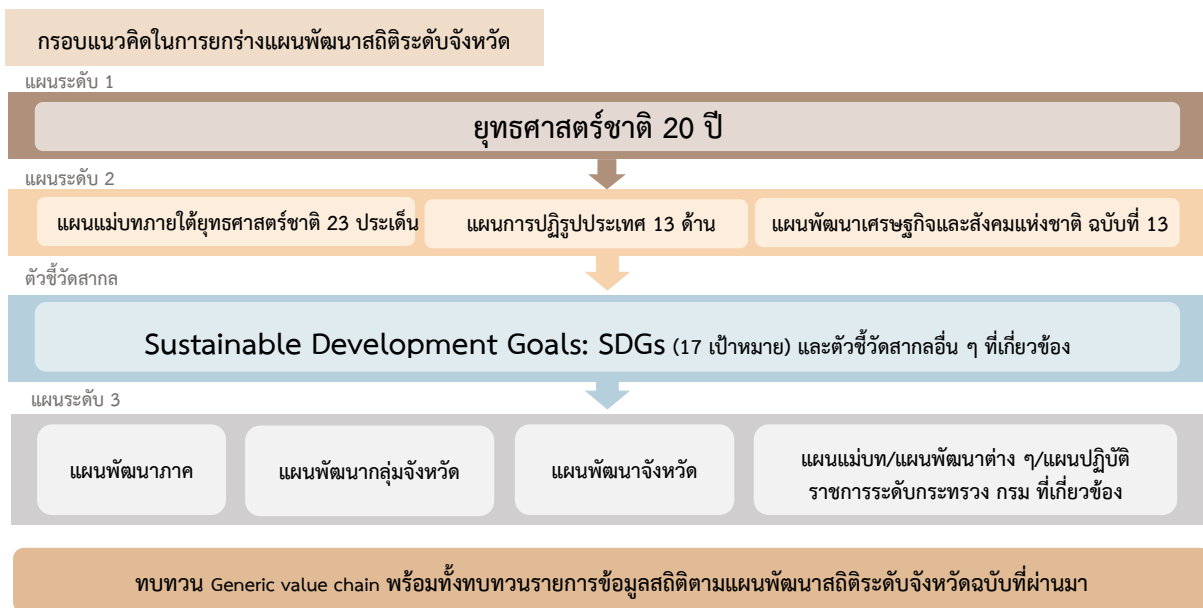 กรอบแนวคิดในการยกร่างแผนพัฒนาสถิติระดับจังหวัด
แผนระดับ 1
ยุทธศาสตร์ชาติ 20 ปี
แผนระดับ 2
แผนแม่บทภายใต้ยุทธศาสตร์ชาติ 23 ประเด็น
แผนการปฏิรูปประเทศ 13 ด้าน
แผนพัฒนาเศรษฐกิจและสังคมแห่งชาติ ฉบับที่ 13
ตัวชี้วัดสากล
Sustainable Development Goals: SDGs (17 เป้าหมาย) และตัวชี้วัดสากลอื่น ๆ ที่เกี่ยวข้อง
แผนระดับ 3
แผนพัฒนาภาค
แผนพัฒนากลุ่มจังหวัด
แผนพัฒนาจังหวัด
แผนแม่บท/แผนพัฒนาต่าง ๆ/แผนปฏิบัติ
ราชการระดับกระทรวง กรม ที่เกี่ยวข้อง
ทบทวน Generic value chain พร้อมทั้งทบทวนรายการข้อมูลสถิติตามแผนพัฒนาสถิติระดับจังหวัดฉบับที่ผ่านมา